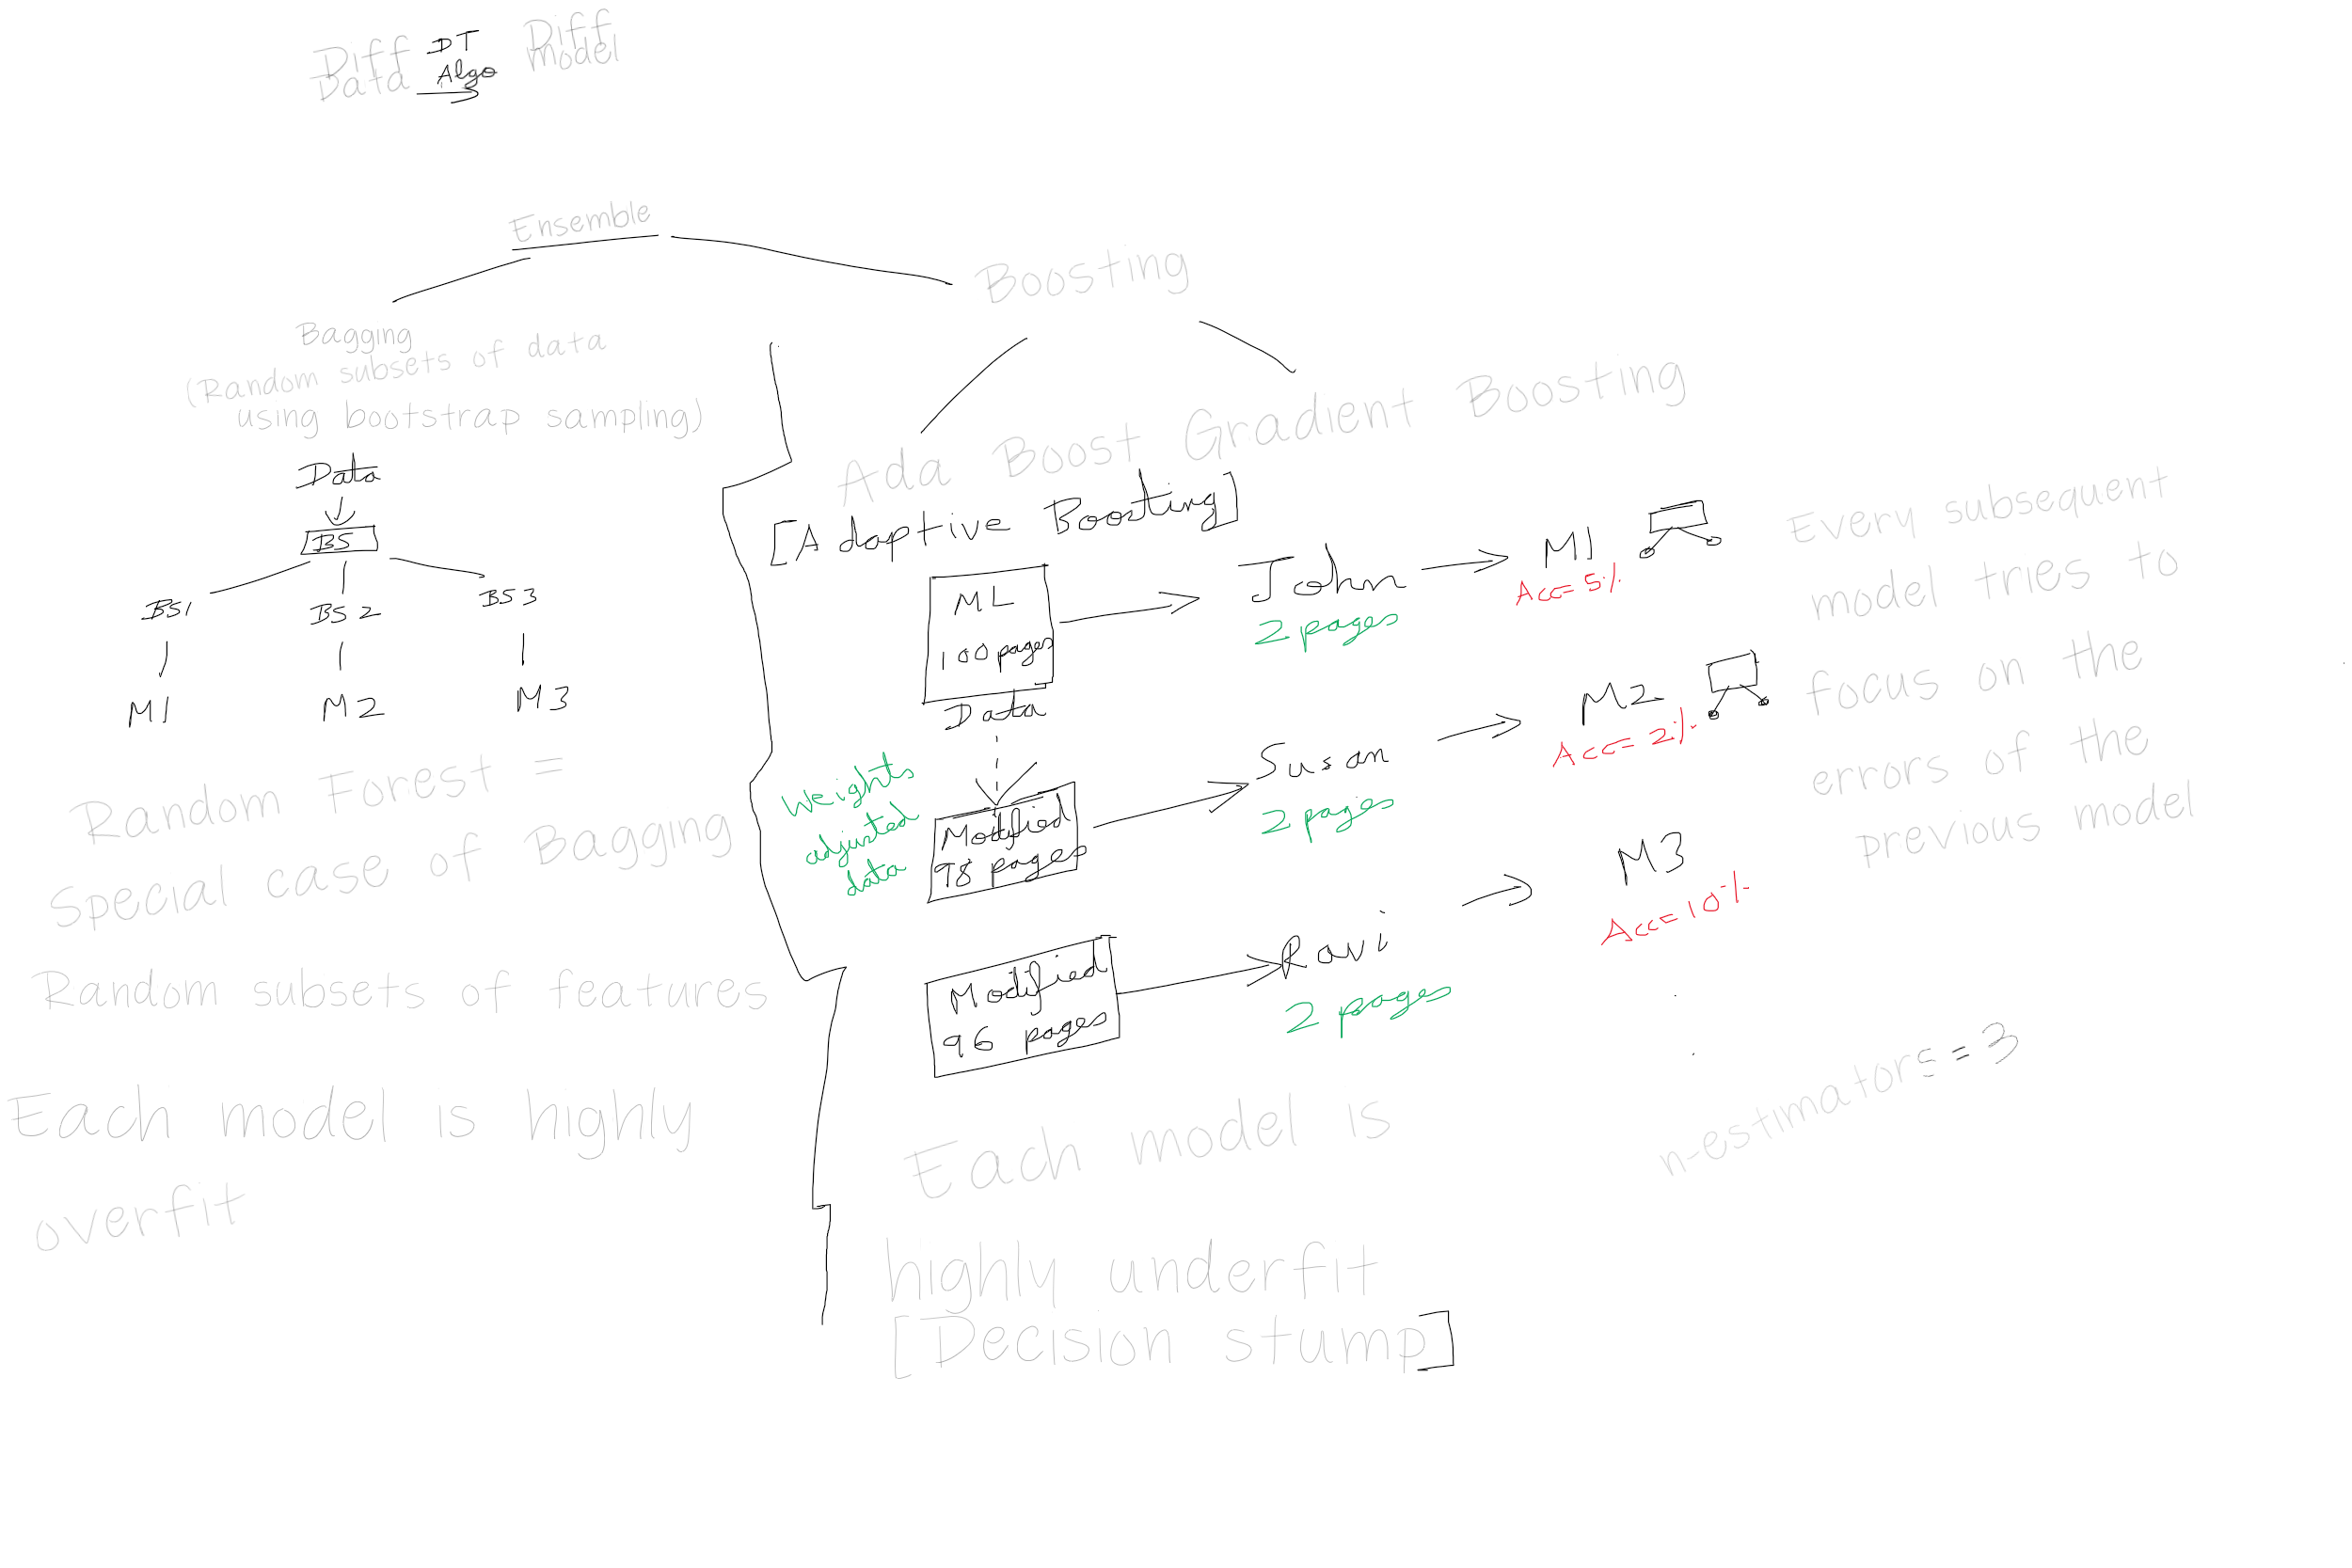 Diff DT Diff
Data Algo Model
Ensemble
Bagging
(Random subsets of data
using bootstrap sampling)
Data
BS
BS1 BS2 BS3
M1 M2 M3
Random Forest =
Special case of Bagging
Random subsets of features
Each model is highly
overfit
Boosting
Ada Boost Gradient Boosting
[Adaptive Boosting]
ML
100 pages
Data
John
2 pages
M1
Acc=5%
Weights
adjusted
data
Modified
98 pages
Susan
2 pages
M2
Acc=2%
Modified
96 pages
Ravi
2 pages
M3
Acc=10%
Every subsequent
model tries to
focus on the
errors of the
previous model
n-estimators=3
Each model is
highly underfit
[Decision stump]